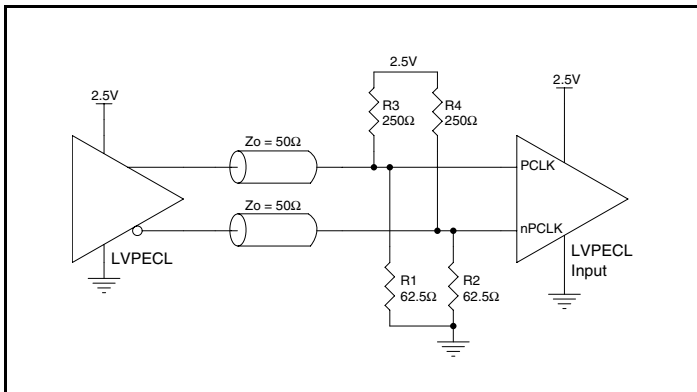 2.5V
2.5V
2.5V
R3
250Ω
R4
250Ω
Zo = 50Ω
PCLK
Zo = 50Ω
nPCLK
LVPECL
LVPECL
Input
R1
62.5Ω
R2
62.5Ω